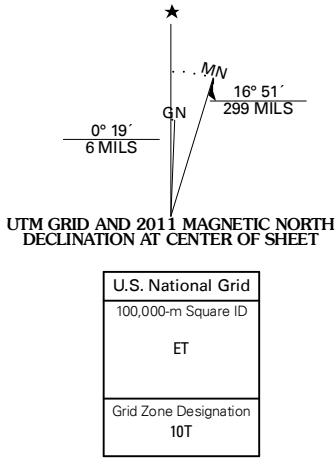 MN
16° 51´
299 MILS
GN
0° 19´
6 MILS
UTM GRID AND 2011 MAGNETIC NORTH
DECLINATION AT CENTER OF SHEET
U.S. National Grid
100,000-m Square ID
ET
Grid Zone Designation
10T